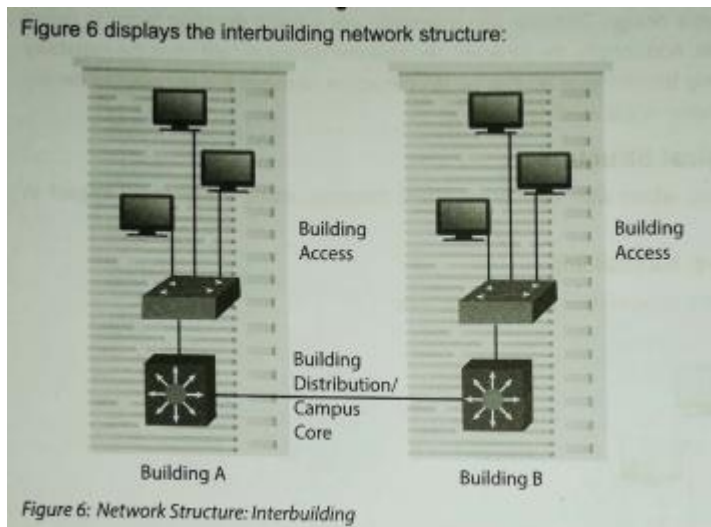 Figure 6 displays the interbuilding network structure:
Building
Access
Building
Access
Building
Distribution/
Campus
Core
Building A
Building B
Figure 6: Network Structure: Interbuilding